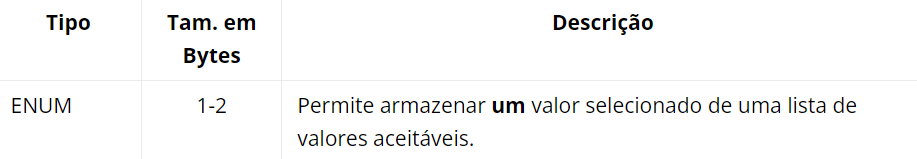 Tipo
Tam. em
Bytes
Descrição
ENUM
1-2
Permite armazenar um valor selecionado de uma lista de
valores aceitáveis.